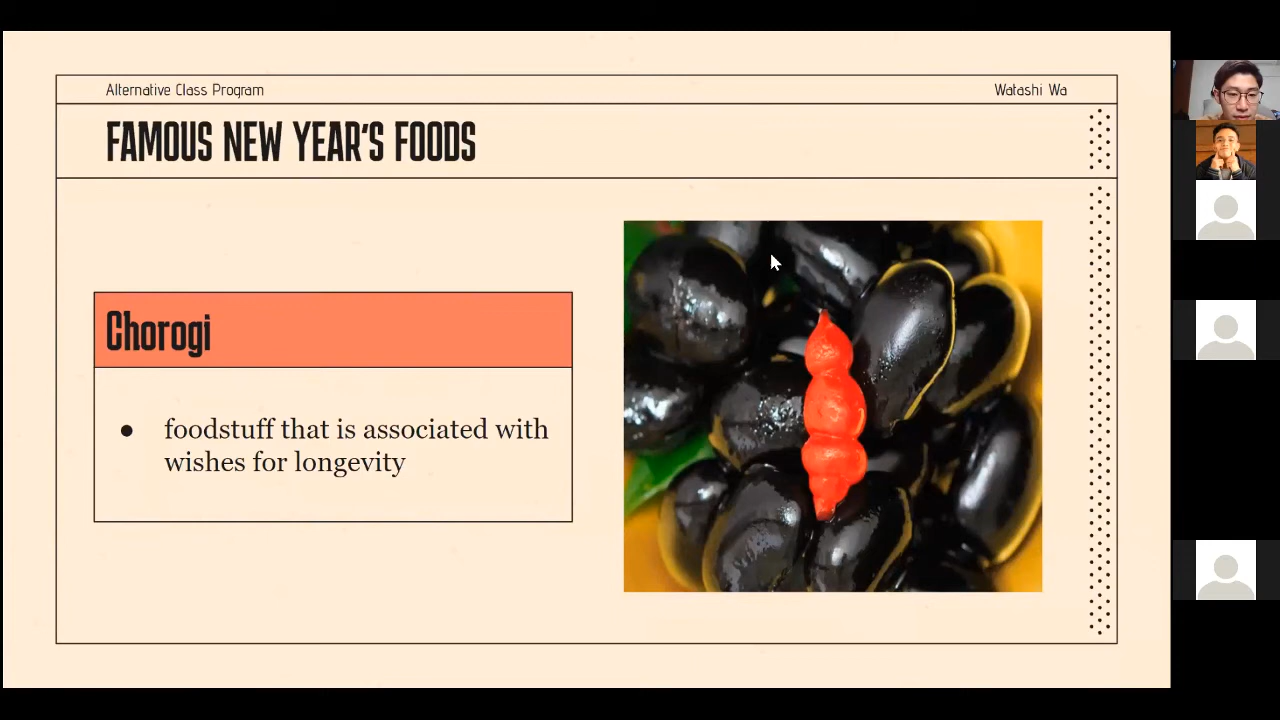 Alternative Class Program
Watashi Wa
FAMOUS NEW YEAR'S FOODS
Chorogi
● foodstuff that is associated with
wishes for longevity